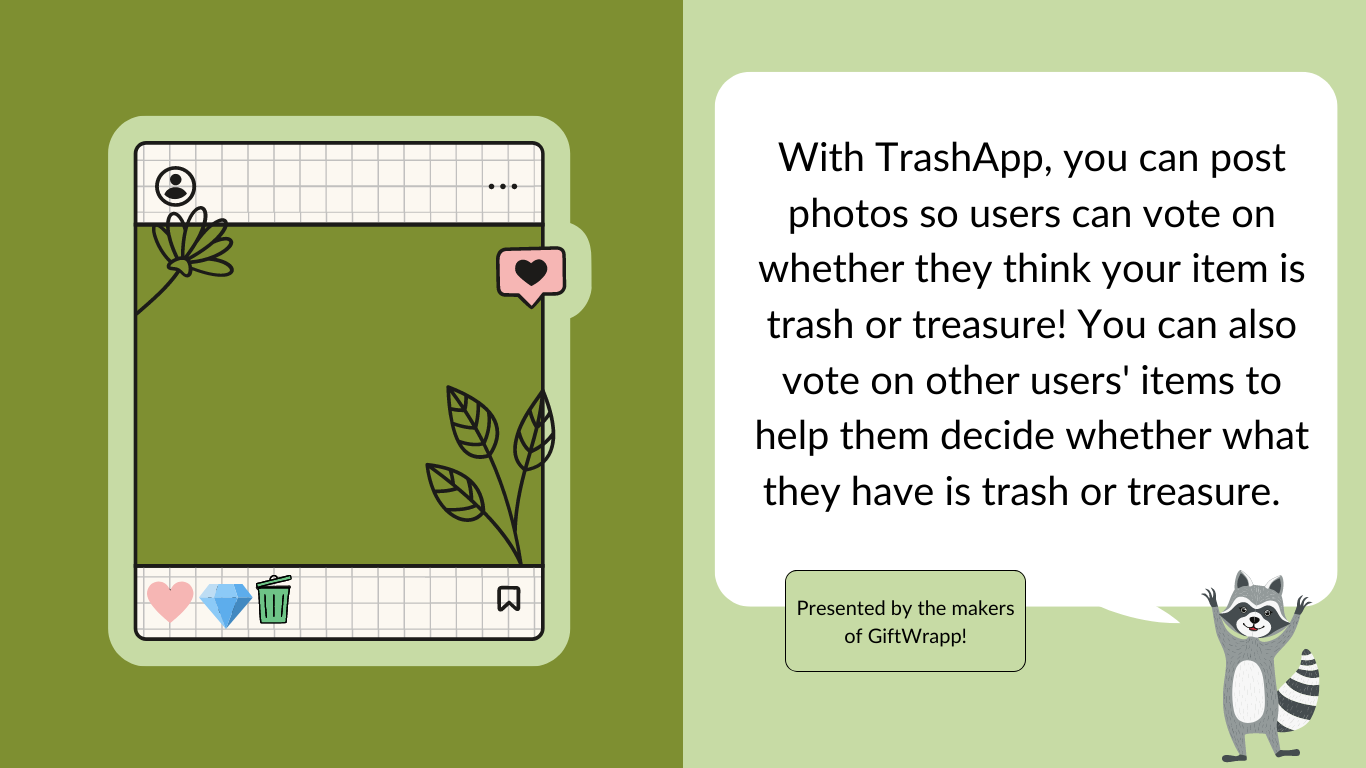 With TrashApp, you can post
photos so users can vote on
whether they think your item is
trash or treasure! You can also
vote on other users' items to
help them decide whether what
they have is trash or treasure.
Presented by the makers
of GiftWrapp!